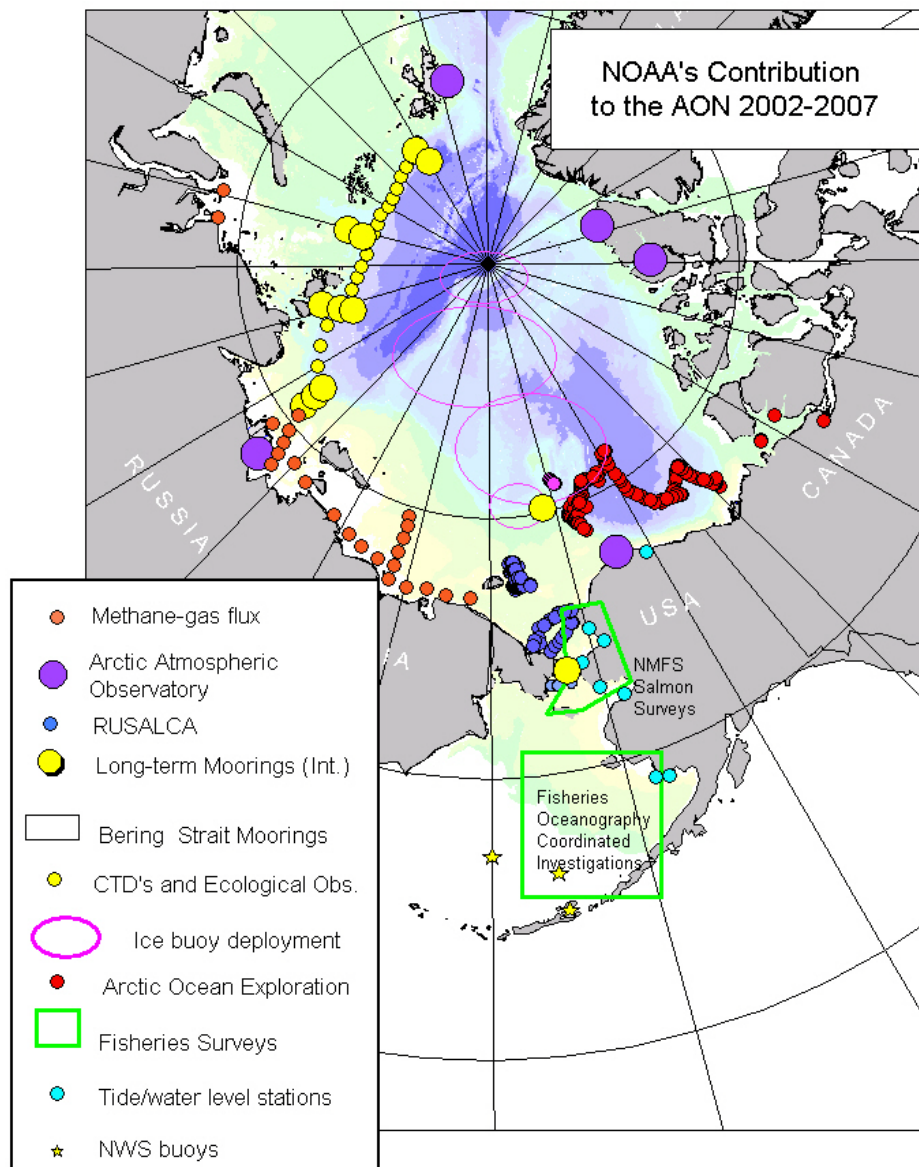 NOAA's Contribution
to the AON 2002-2007
CANADA
RUSSIA
USA
NMFS
Salmon
Surveys
Fisheries
Oceanography
Coordinated
Investigations
Methane-gas flux
Arctic Atmospheric
Observatory
RUSALCA
Long-term Moorings (Int.)
Bering Strait Moorings
CTD's and Ecological Obs.
Ice buoy deployment
Arctic Ocean Exploration
Fisheries Surveys
Tide/water level stations
NWS buoys